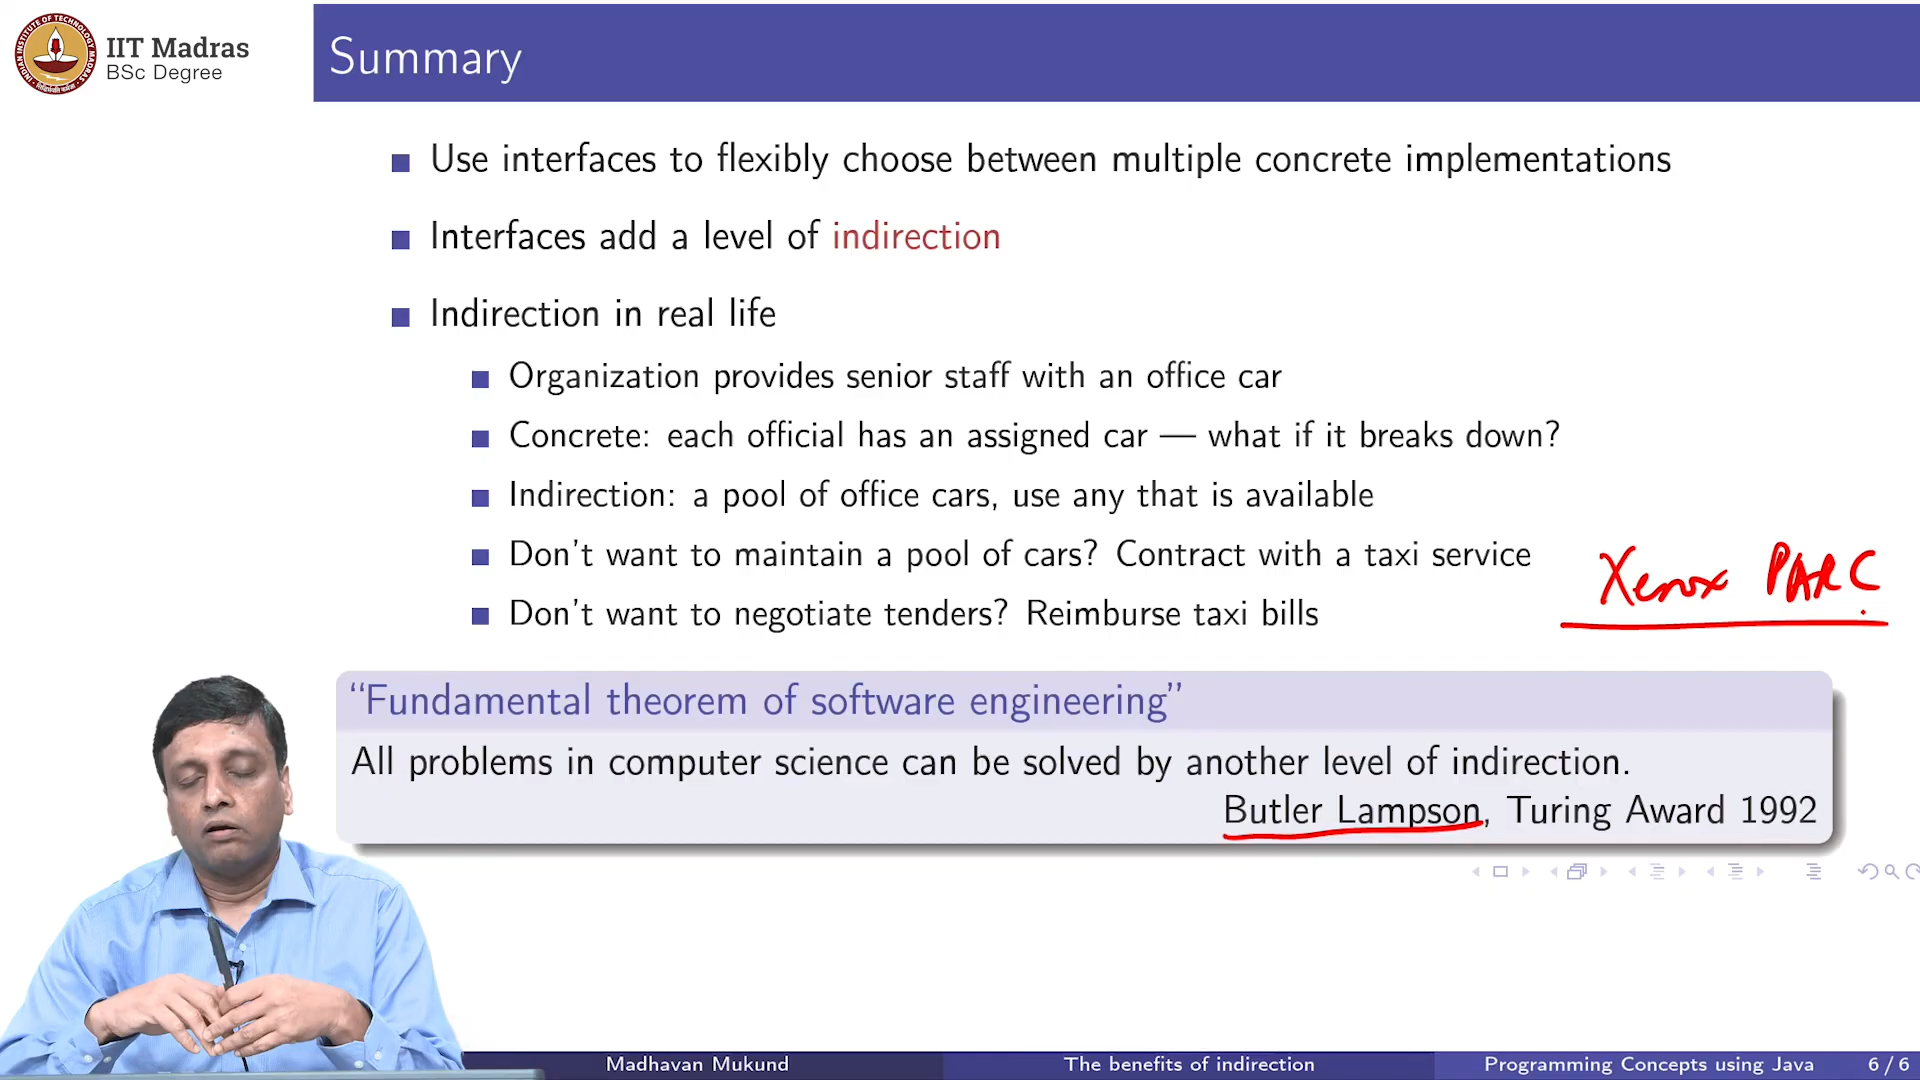 IIT Madras
BSc Degree
Summary
Use interfaces to flexibly choose between multiple concrete implementations
Interfaces add a level of indirection
Indirection in real life
Organization provides senior staff with an office car
Concrete: each official has an assigned car — what if it breaks down?
Indirection: a pool of office cars, use any that is available
Don't want to maintain a pool of cars? Contract with a taxi service
Don't want to negotiate tenders? Reimburse taxi bills
Xerox PARC
“Fundamental theorem of software engineering”
All problems in computer science can be solved by another level of indirection.
Butler Lampson, Turing Award 1992
Madhavan Mukund
The benefits of indirection
Programming Concepts using Java
6 / 6